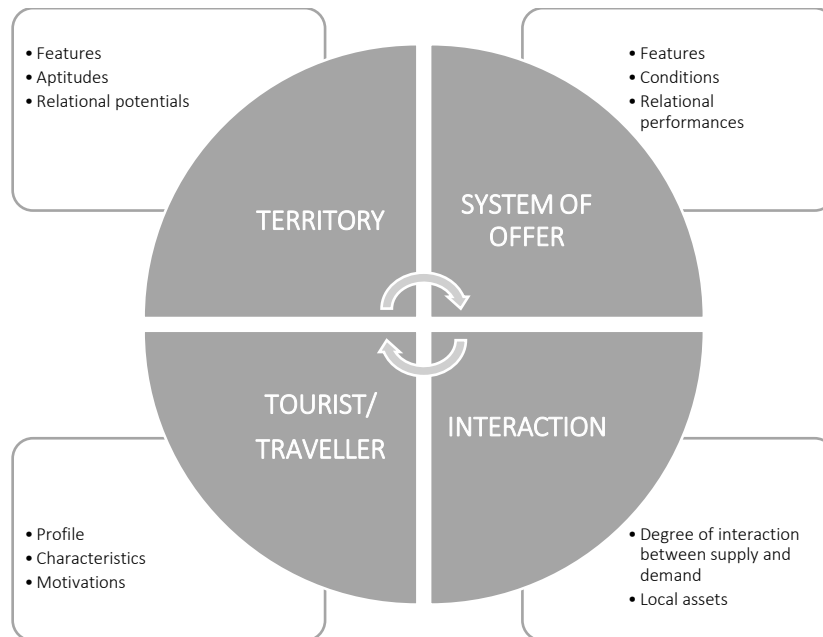 • Features
• Aptitudes
• Relational potentials
• Features
• Conditions
• Relational
performances
TERRITORY
SYSTEM OF
OFFER
TOURIST/
TRAVELLER
INTERACTION
• Profile
• Characteristics
• Motivations
• Degree of interaction
between supply and
demand
• Local assets